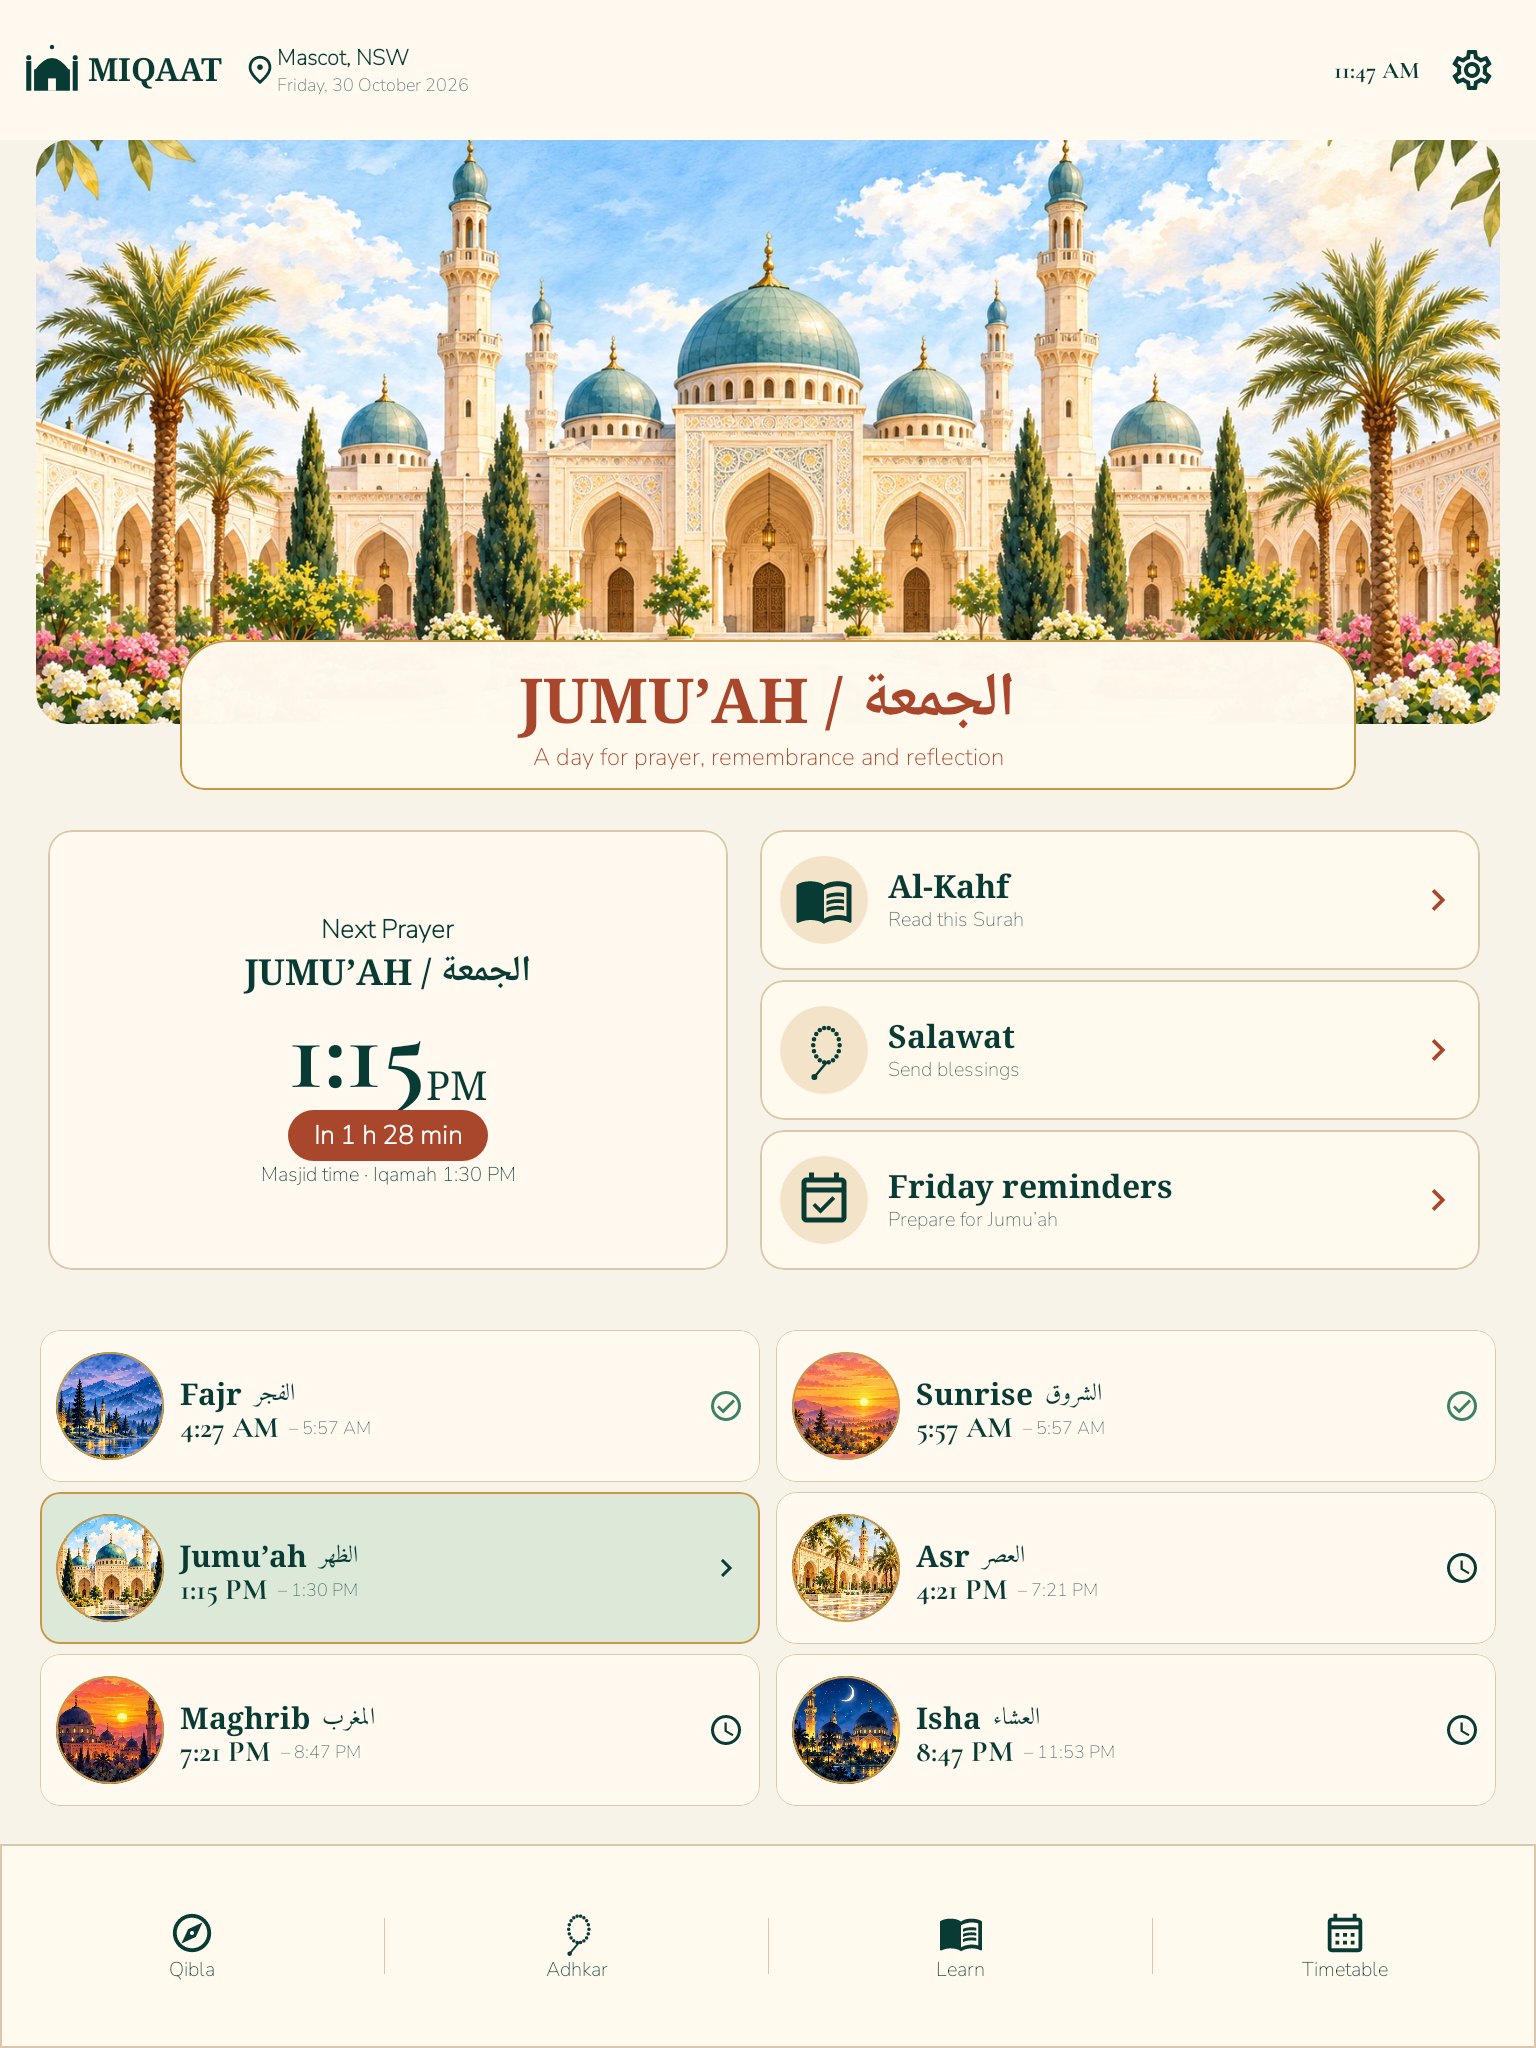 MIQAAT
Mascot, NSW
Friday, 30 October 2026
11:47 AM
JUMU’AH / الجمعة
A day for prayer, remembrance and reflection
Next Prayer
JUMU’AH / الجمعة
1:15 PM
In 1 h 28 min
Masjid time · Iqamah 1:30 PM
Al-Kahf
Read this Surah
Salawat
Send blessings
Friday reminders
Prepare for Jumu’ah
Fajr الفجر
4:27 AM – 5:57 AM
Sunrise الشروق
5:57 AM – 5:57 AM
Jumu’ah الظهر
1:15 PM – 1:30 PM
Asr العصر
4:21 PM – 7:21 PM
Maghrib المغرب
7:21 PM – 8:47 PM
Isha العشاء
8:47 PM – 11:53 PM
Qibla
Adhkar
Learn
Timetable